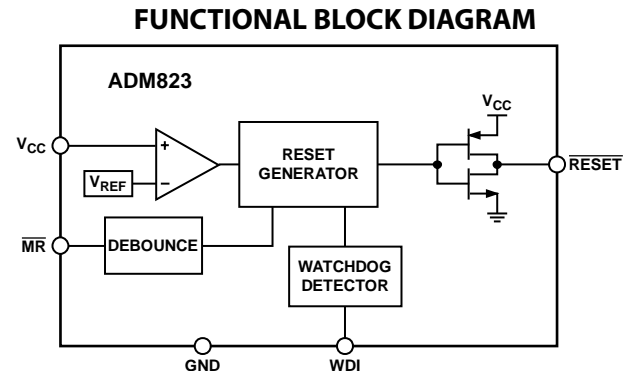 FUNCTIONAL BLOCK DIAGRAM
ADM823
VCC
VCC
+
RESET
GENERATOR
RESET
VREF
−
MR
DEBOUNCE
WATCHDOG
DETECTOR
GND
WDI